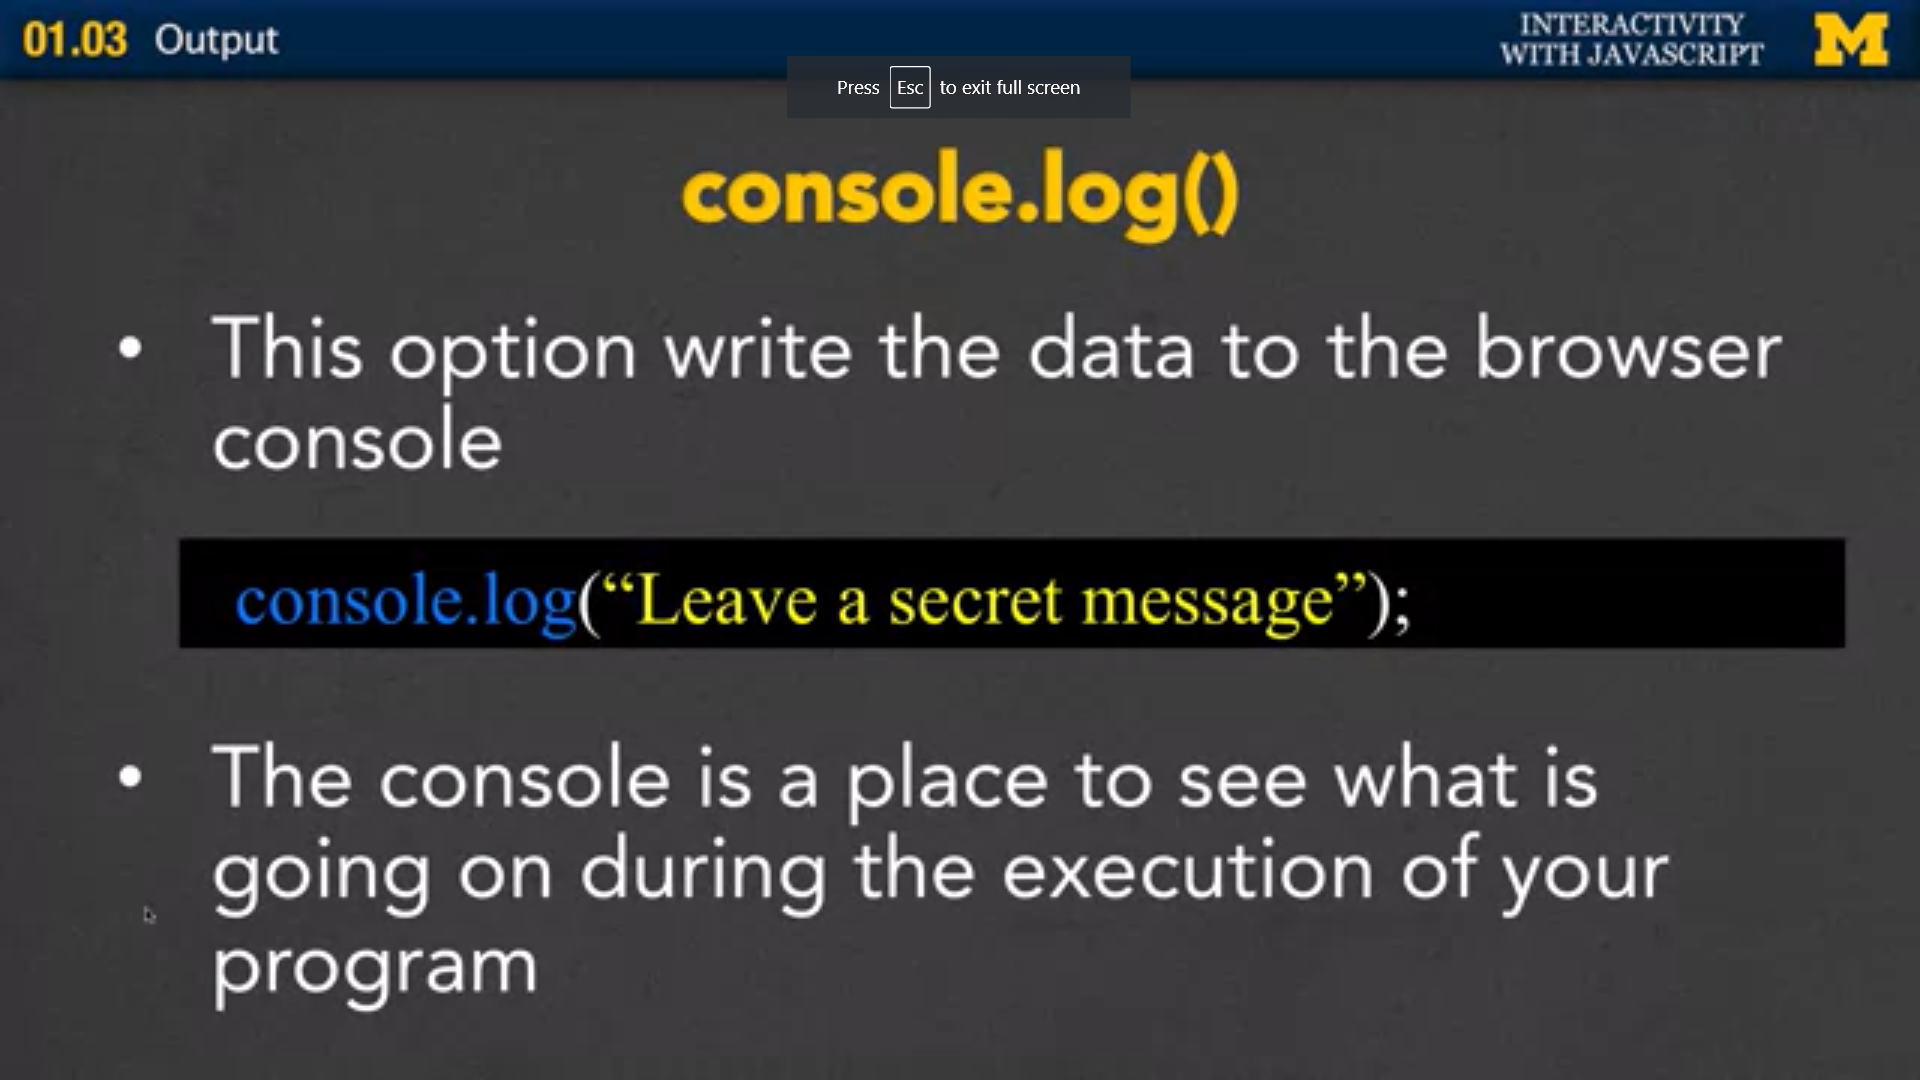 01.03 Output
INTERACTIVITY
WITH JAVASCRIPT
M
Press Esc to exit full screen
console.log()
• This option write the data to the browser
console
console.log(“Leave a secret message”);
• The console is a place to see what is
going on during the execution of your
program